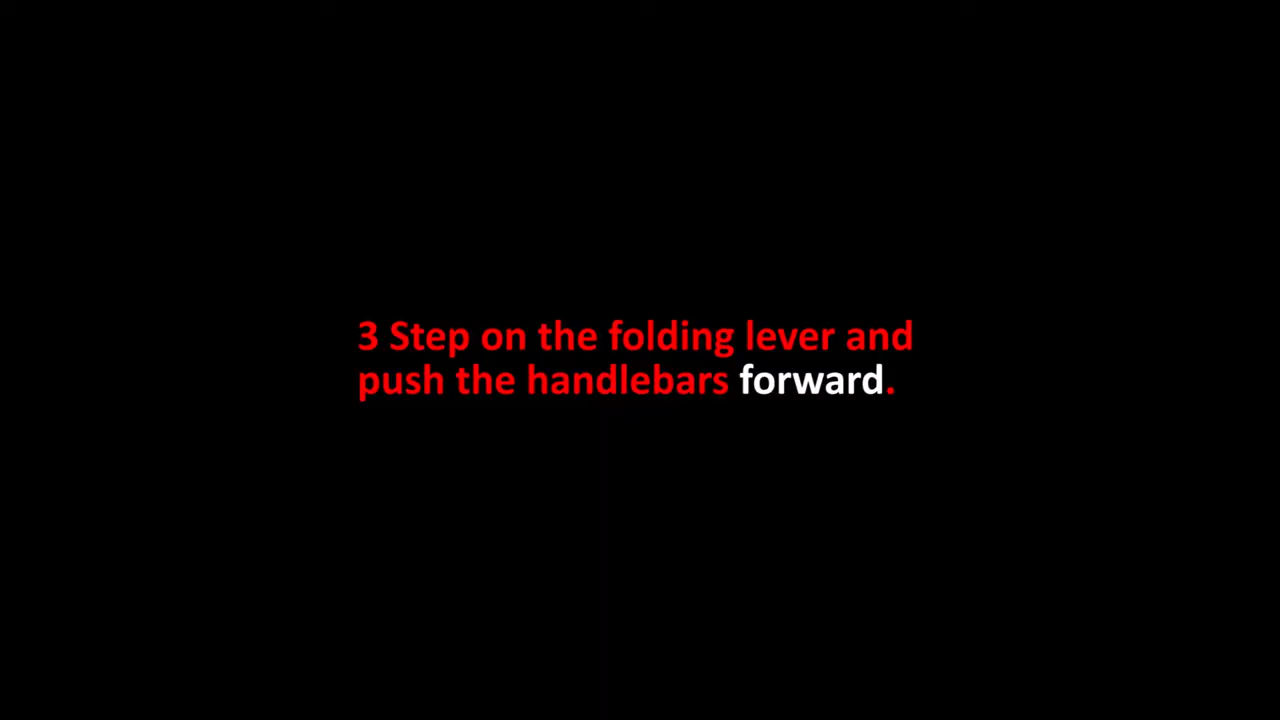 3 Step on the folding lever and
push the handlebars forward.